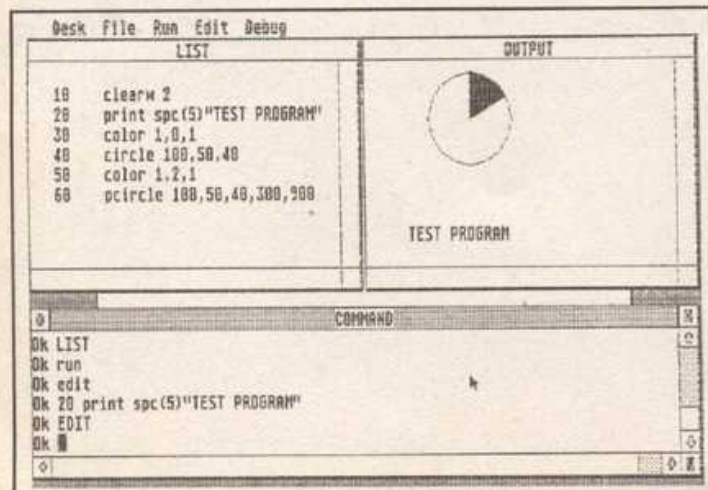 Desk File Run Edit Debug
LIST
10 clearw 2
20 print spc(5)"TEST PROGRAM"
30 color 1,0,1
40 circle 100,50,40
50 color 1.2,1
60 pcircle 100,50,40,300,900
OUTPUT
TEST PROGRAM
COMMAND
Ok LIST
Ok run
Ok edit
Ok 20 print spc(5)"TEST PROGRAM"
Ok EDIT
Ok